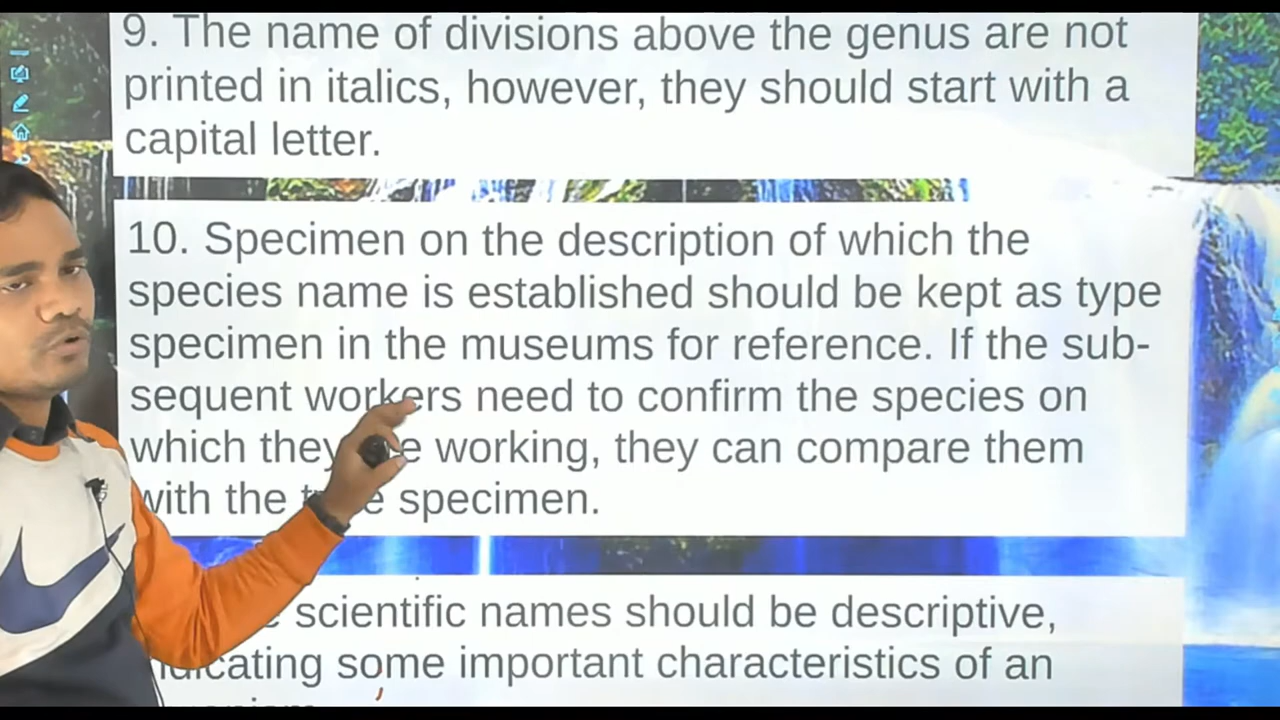 9. The name of divisions above the genus are not
printed in italics, however, they should start with a
capital letter.
10. Specimen on the description of which the
species name is established should be kept as type
specimen in the museums for reference. If the sub-
sequent workers need to confirm the species on
which they working, they can compare them
with the specimen.
scientific names should be descriptive,
some important characteristics of an